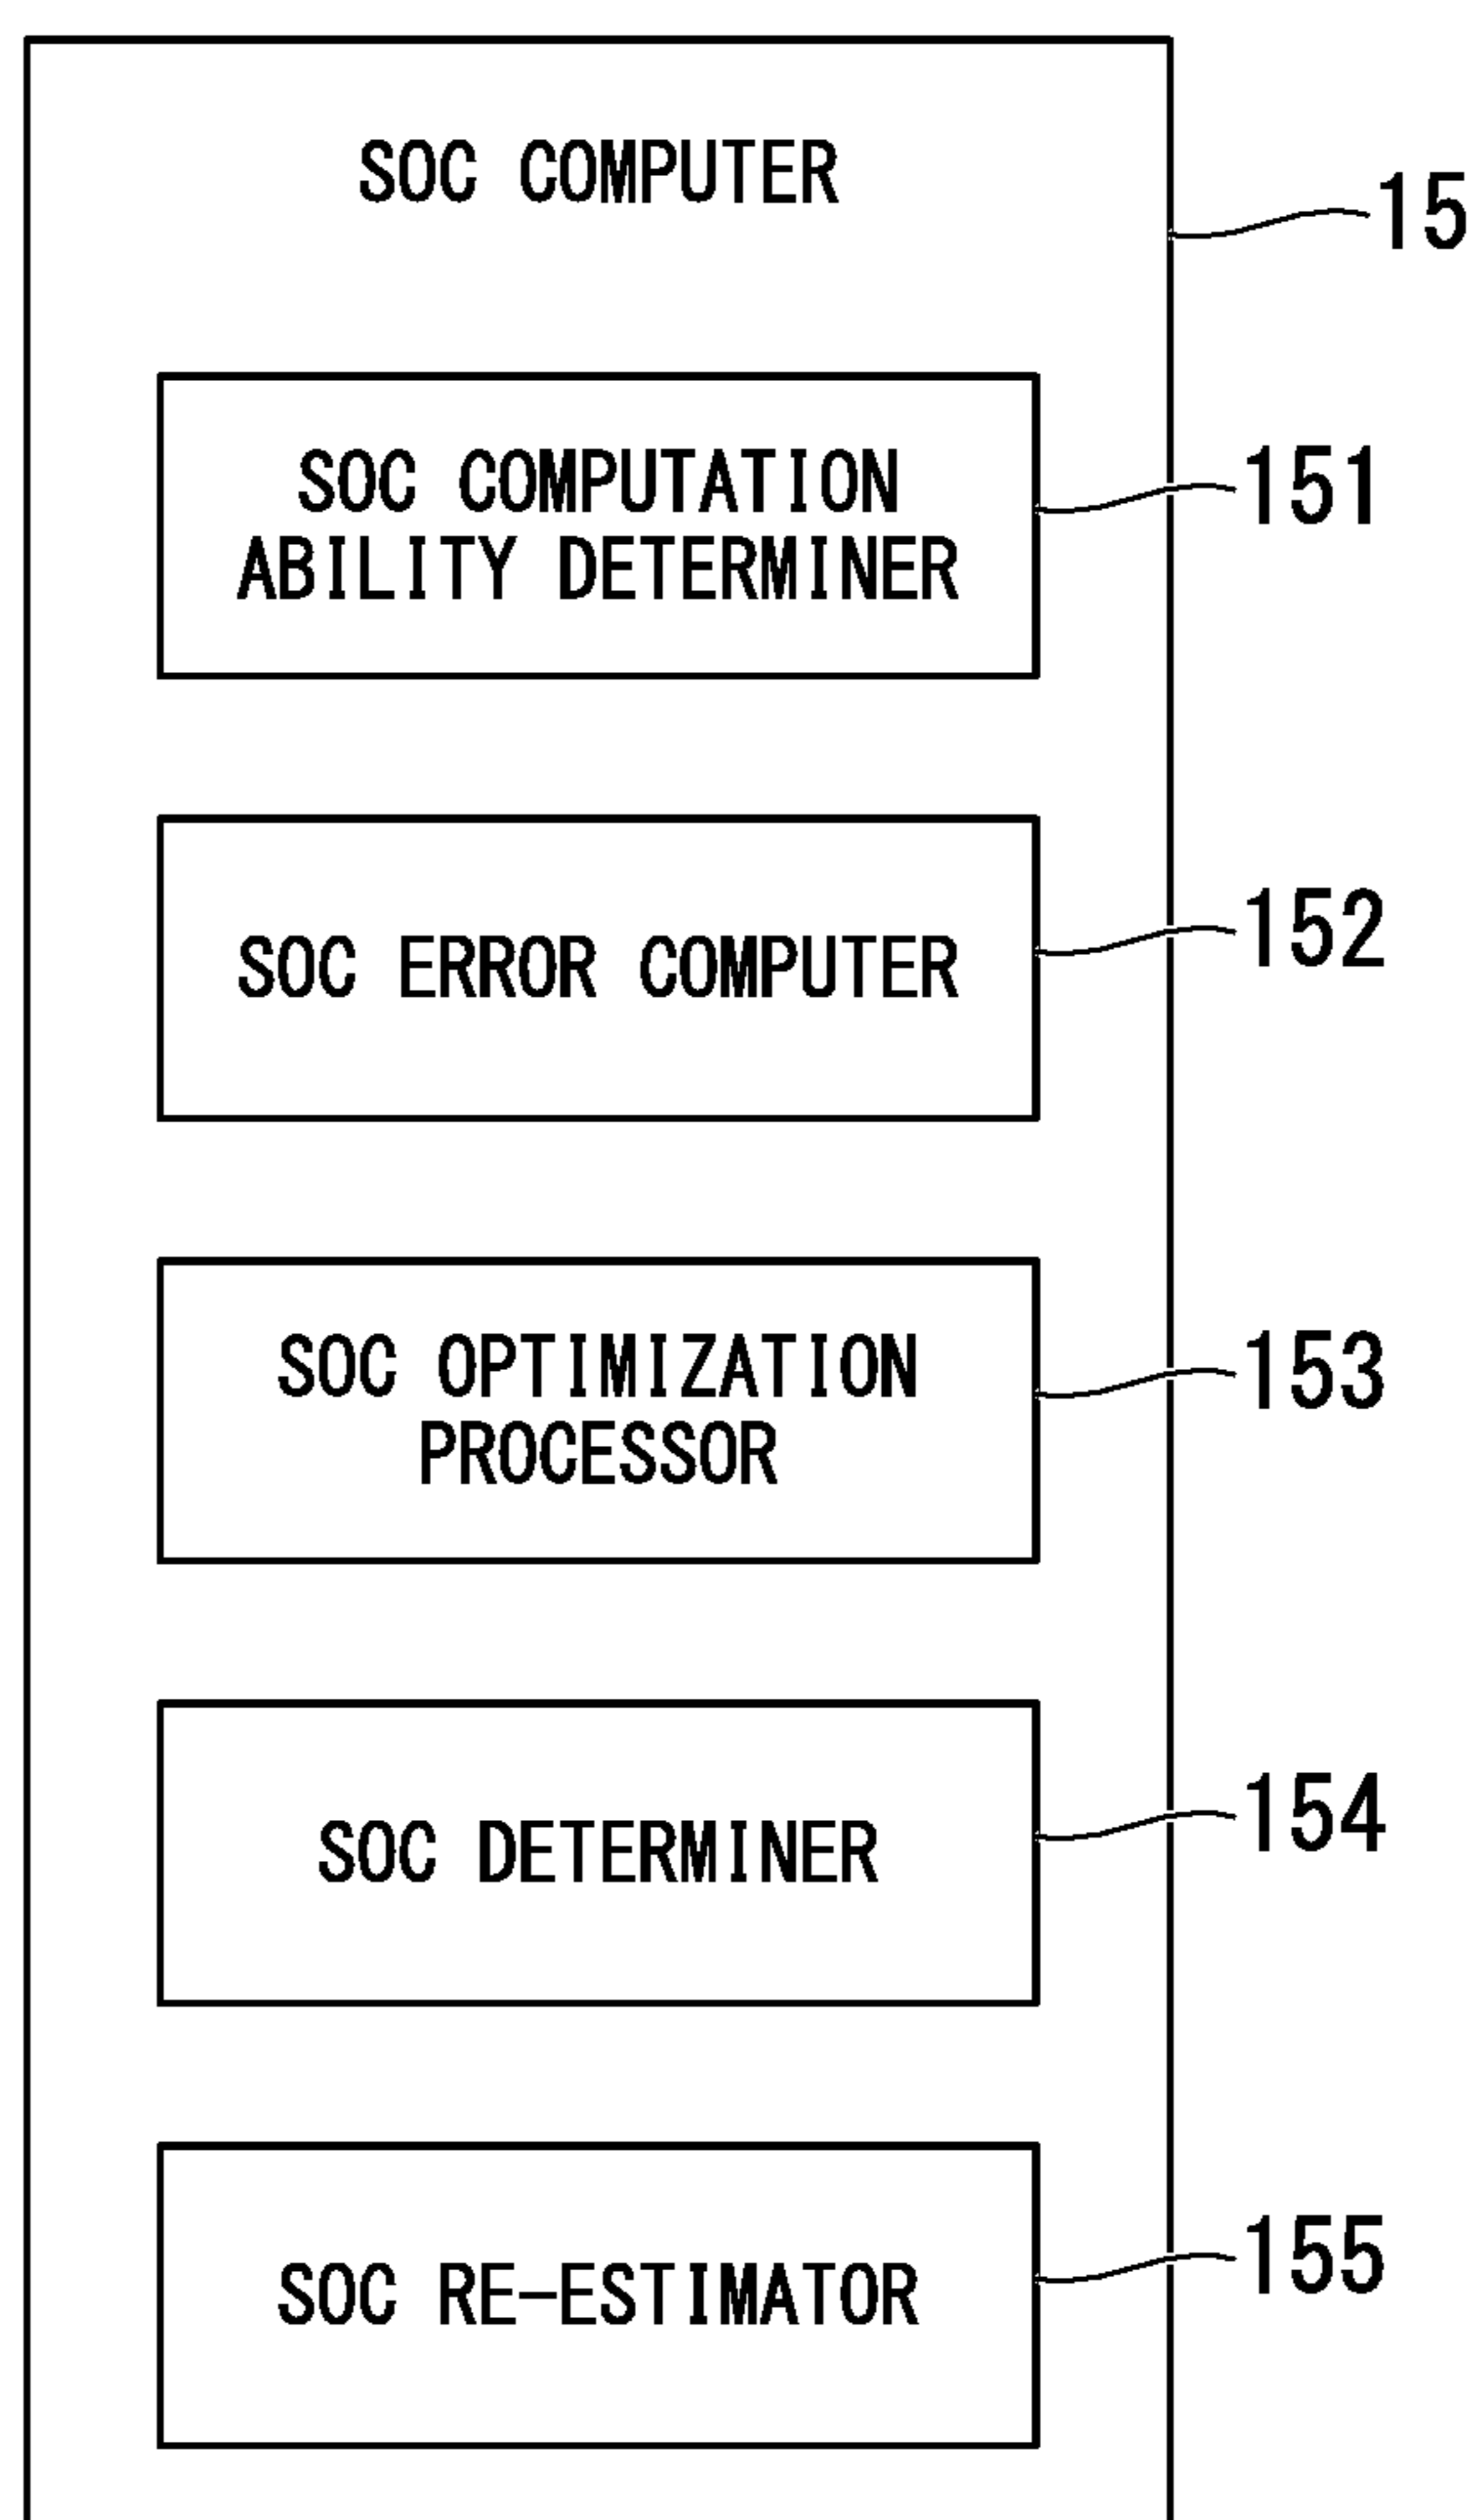 SOC COMPUTER
15
SOC COMPUTATION
ABILITY DETERMINER
151
SOC ERROR COMPUTER
152
SOC OPTIMIZATION
PROCESSOR
153
SOC DETERMINER
154
SOC RE-ESTIMATOR
155